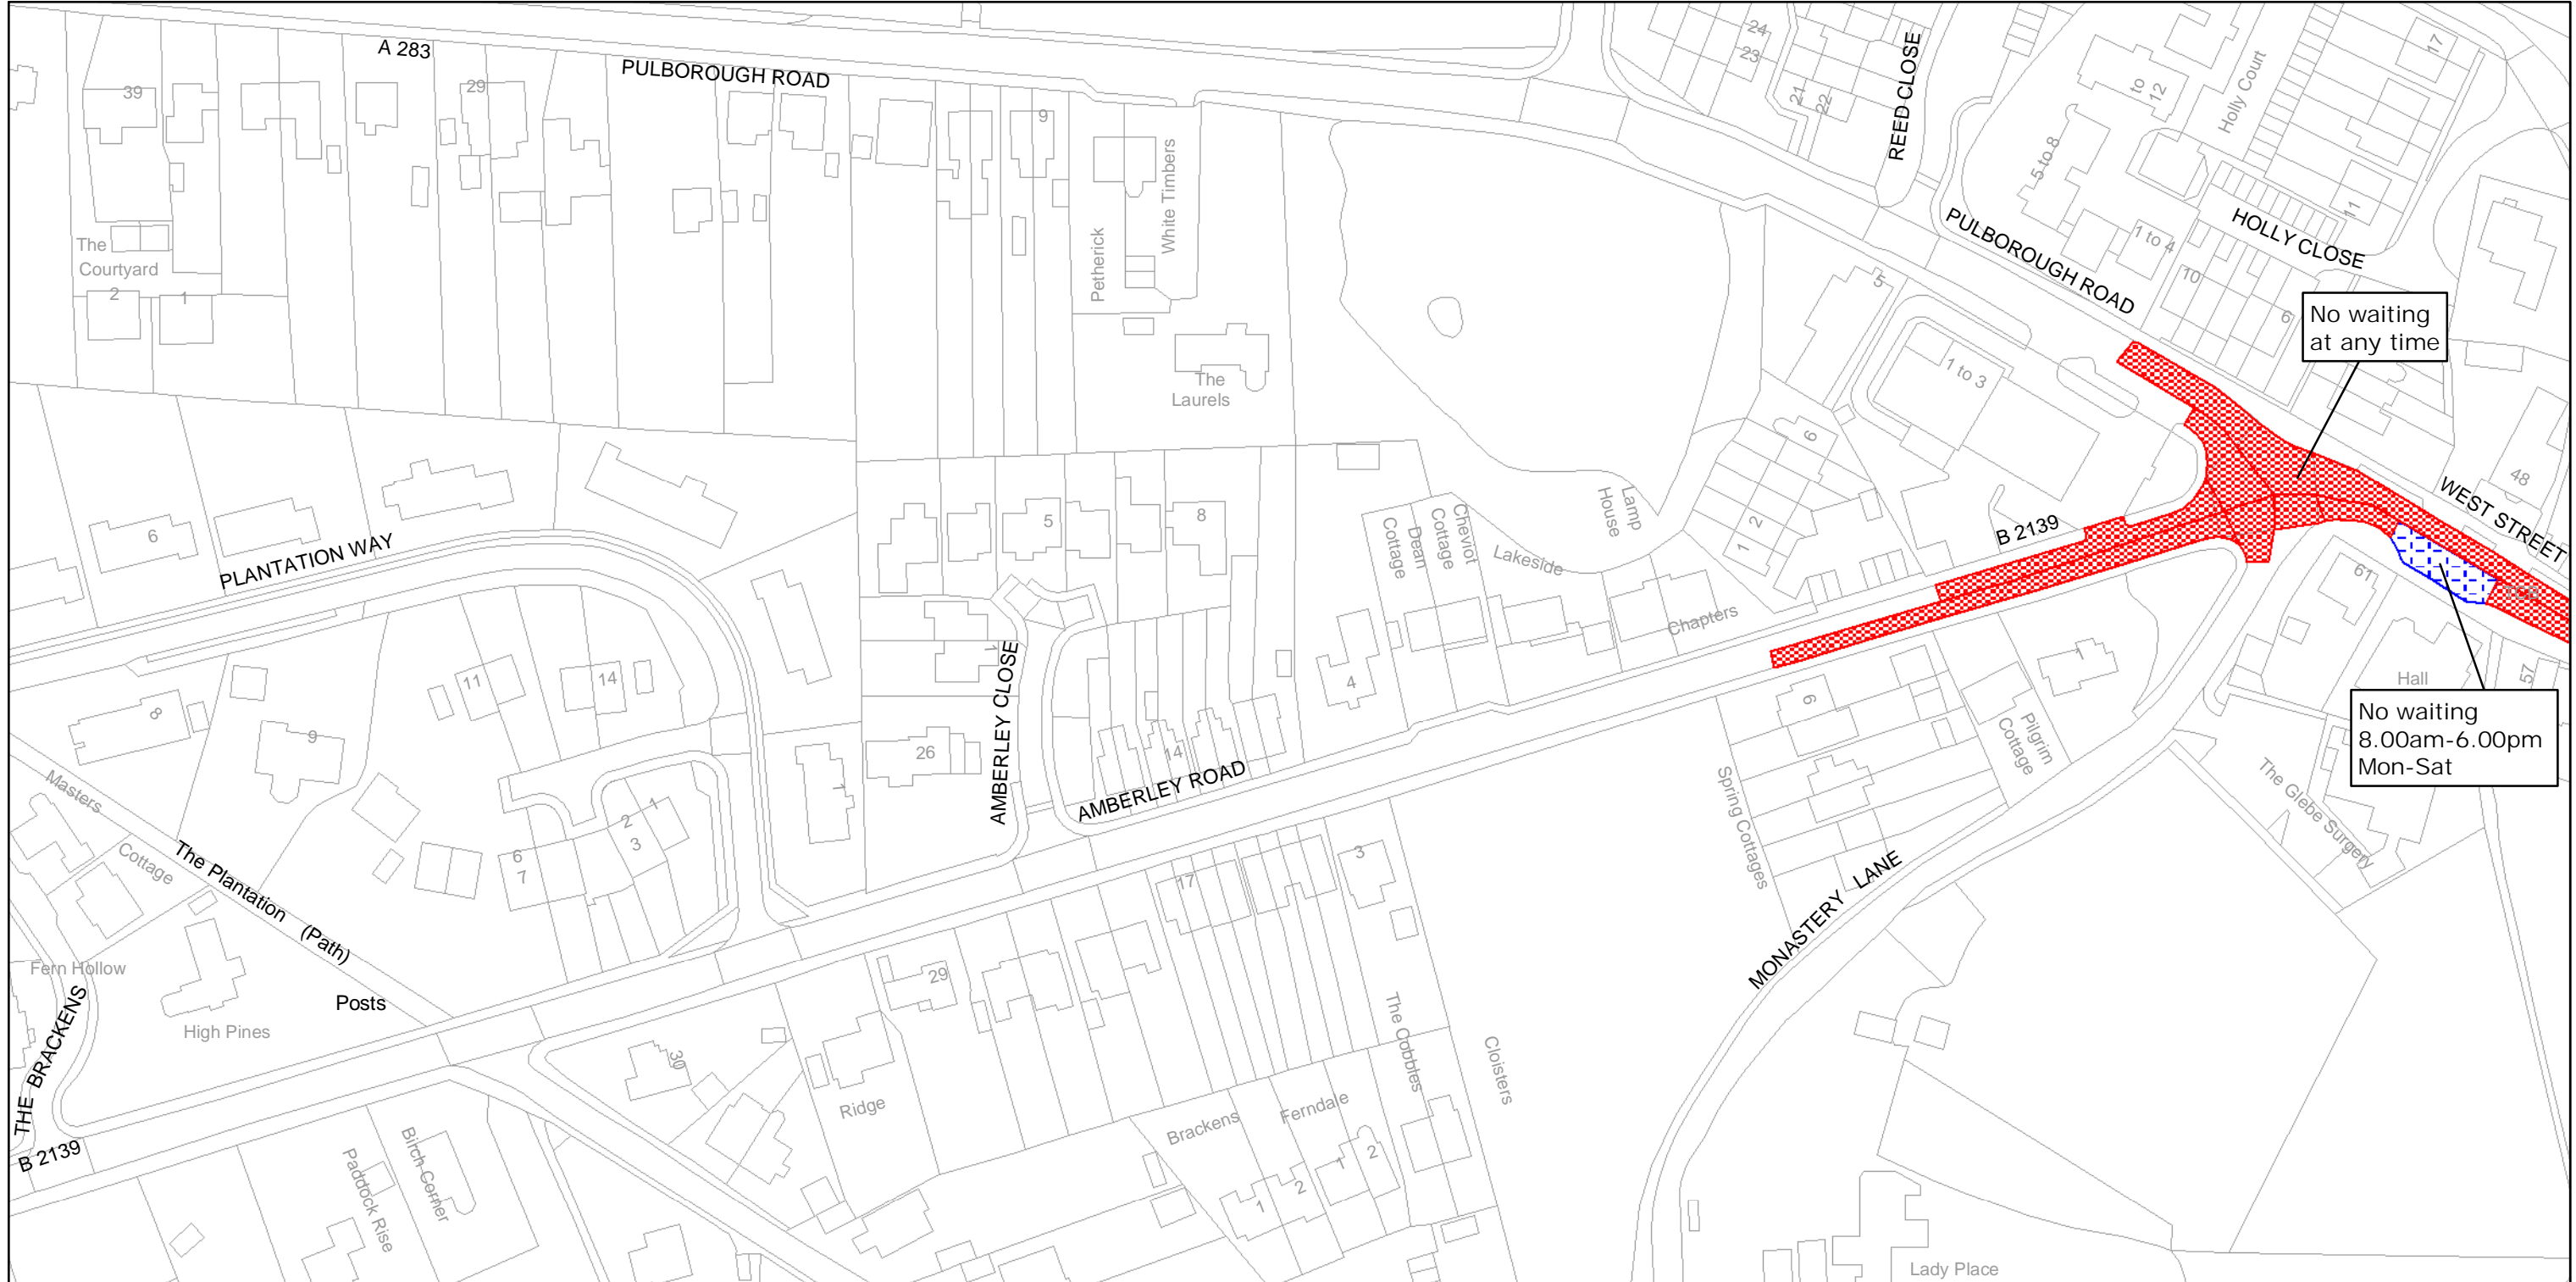 A 283
PULBOROUGH ROAD
39
29
9
White Timbers
Petherick
The
Courtyard
2
1
The
Laurels
24
23
21
22
REED CLOSE
to
12
Holly Court
17
5 to 8
1 to 4
11
HOLLY CLOSE
10
6
PULBOROUGH ROAD
5
1 to 3
No waiting
at any time
48
WEST STREET
6
PLANTATION WAY
5
8
Cottage
Dean
Cottage
Cheviot
Lakeside
House
Lamp
6
2
1
B 2139
61
Chapters
4
1
AMBERLEY CLOSE
26
14
AMBERLEY ROAD
11
14
8
9
1
2
3
6
7
1
6
Pilgrim
Cottage
1
Hall
57
No waiting
8.00am-6.00pm
Mon-Sat
The Glebe Surgery
Spring Cottages
MONASTERY LANE
Masters
Cottage
The Plantation (Path)
Posts
Fern Hollow
High Pines
THE BRACKENS
B 2139
17
3
29
30
Ridge
The Cobbles
Cloisters
Brackens
Ferndale
1
2
1
2
Birch Corner
Paddock Rise
Lady Place